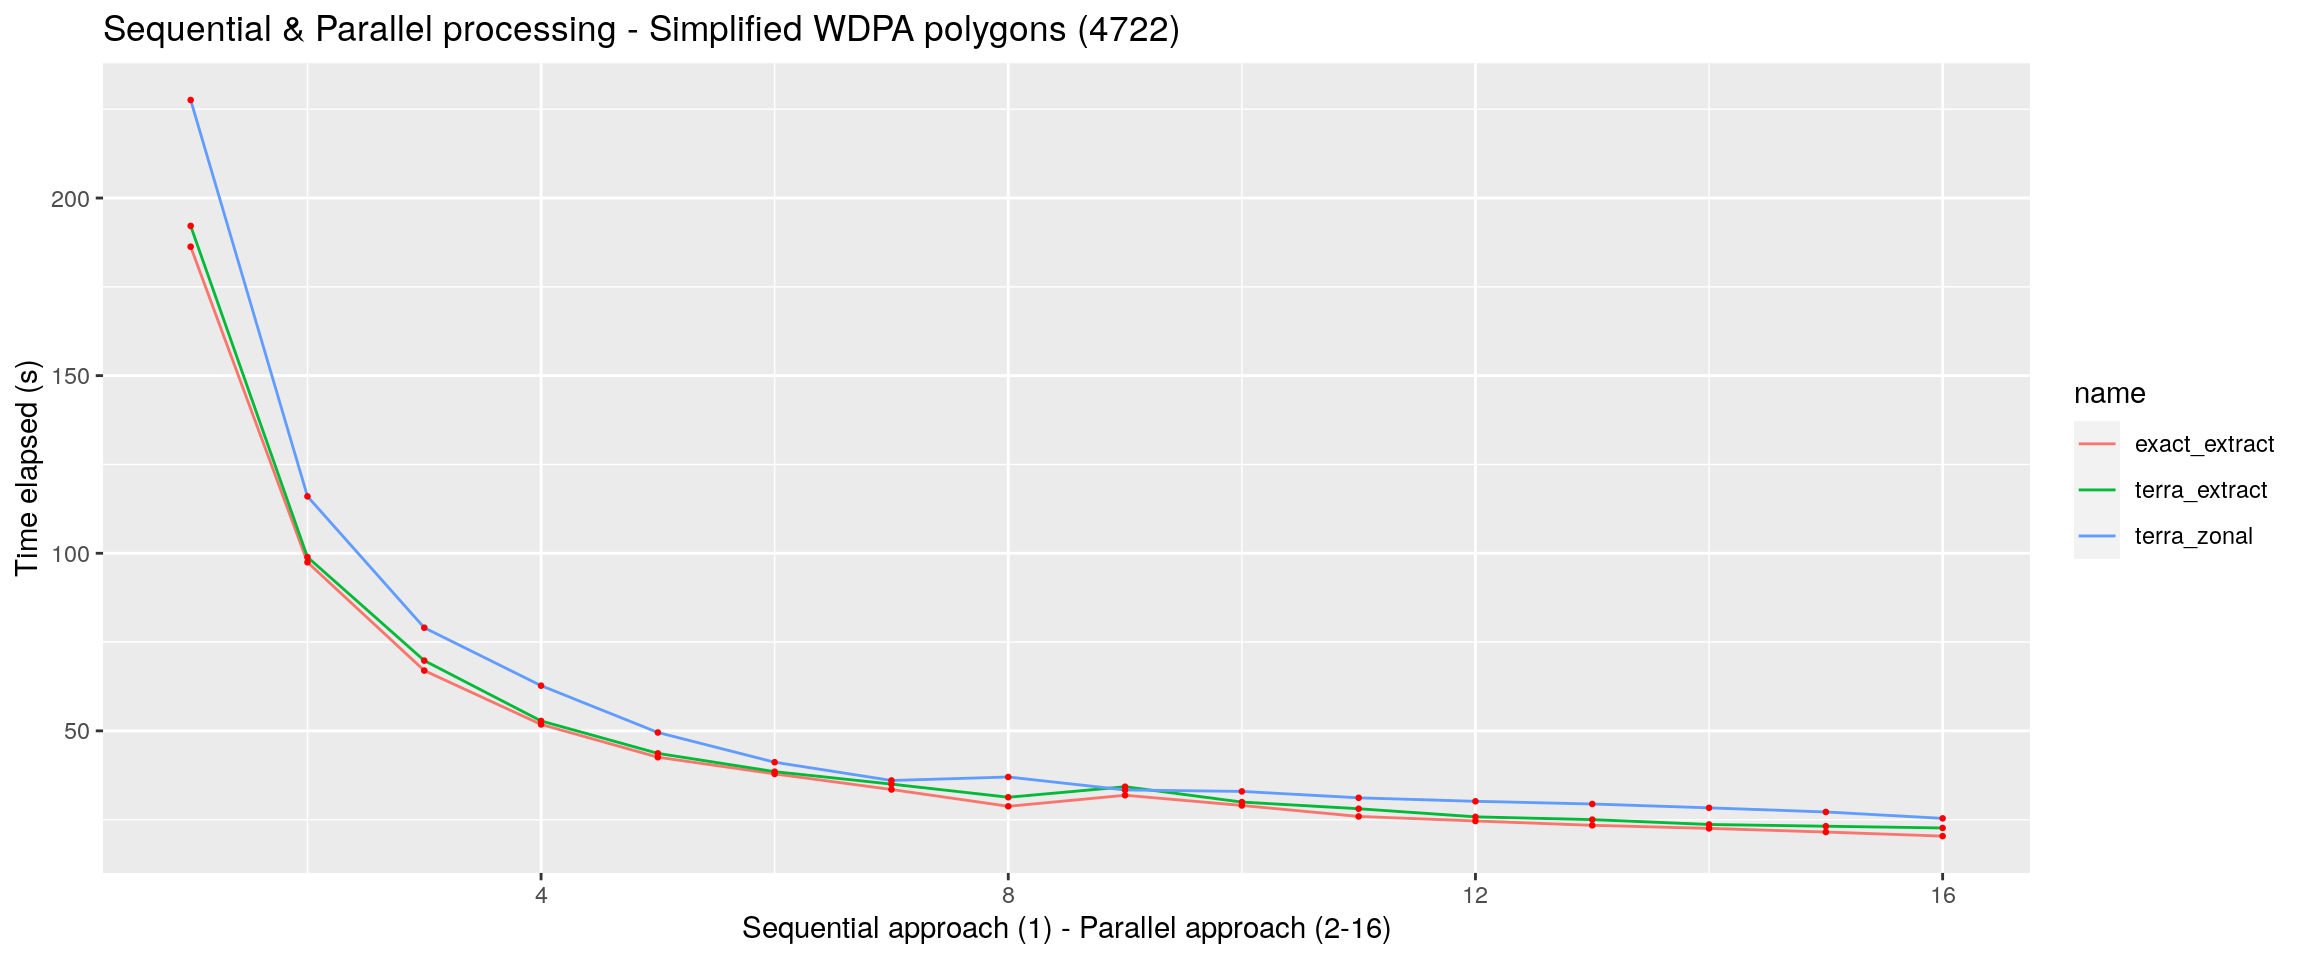 Sequential & Parallel processing - Simplified WDPA polygons (4722)
Time elapsed (s)
200
150
100
50
4
8
12
16
Sequential approach (1) - Parallel approach (2-16)
name
exact_extract
terra_extract
terra_zonal